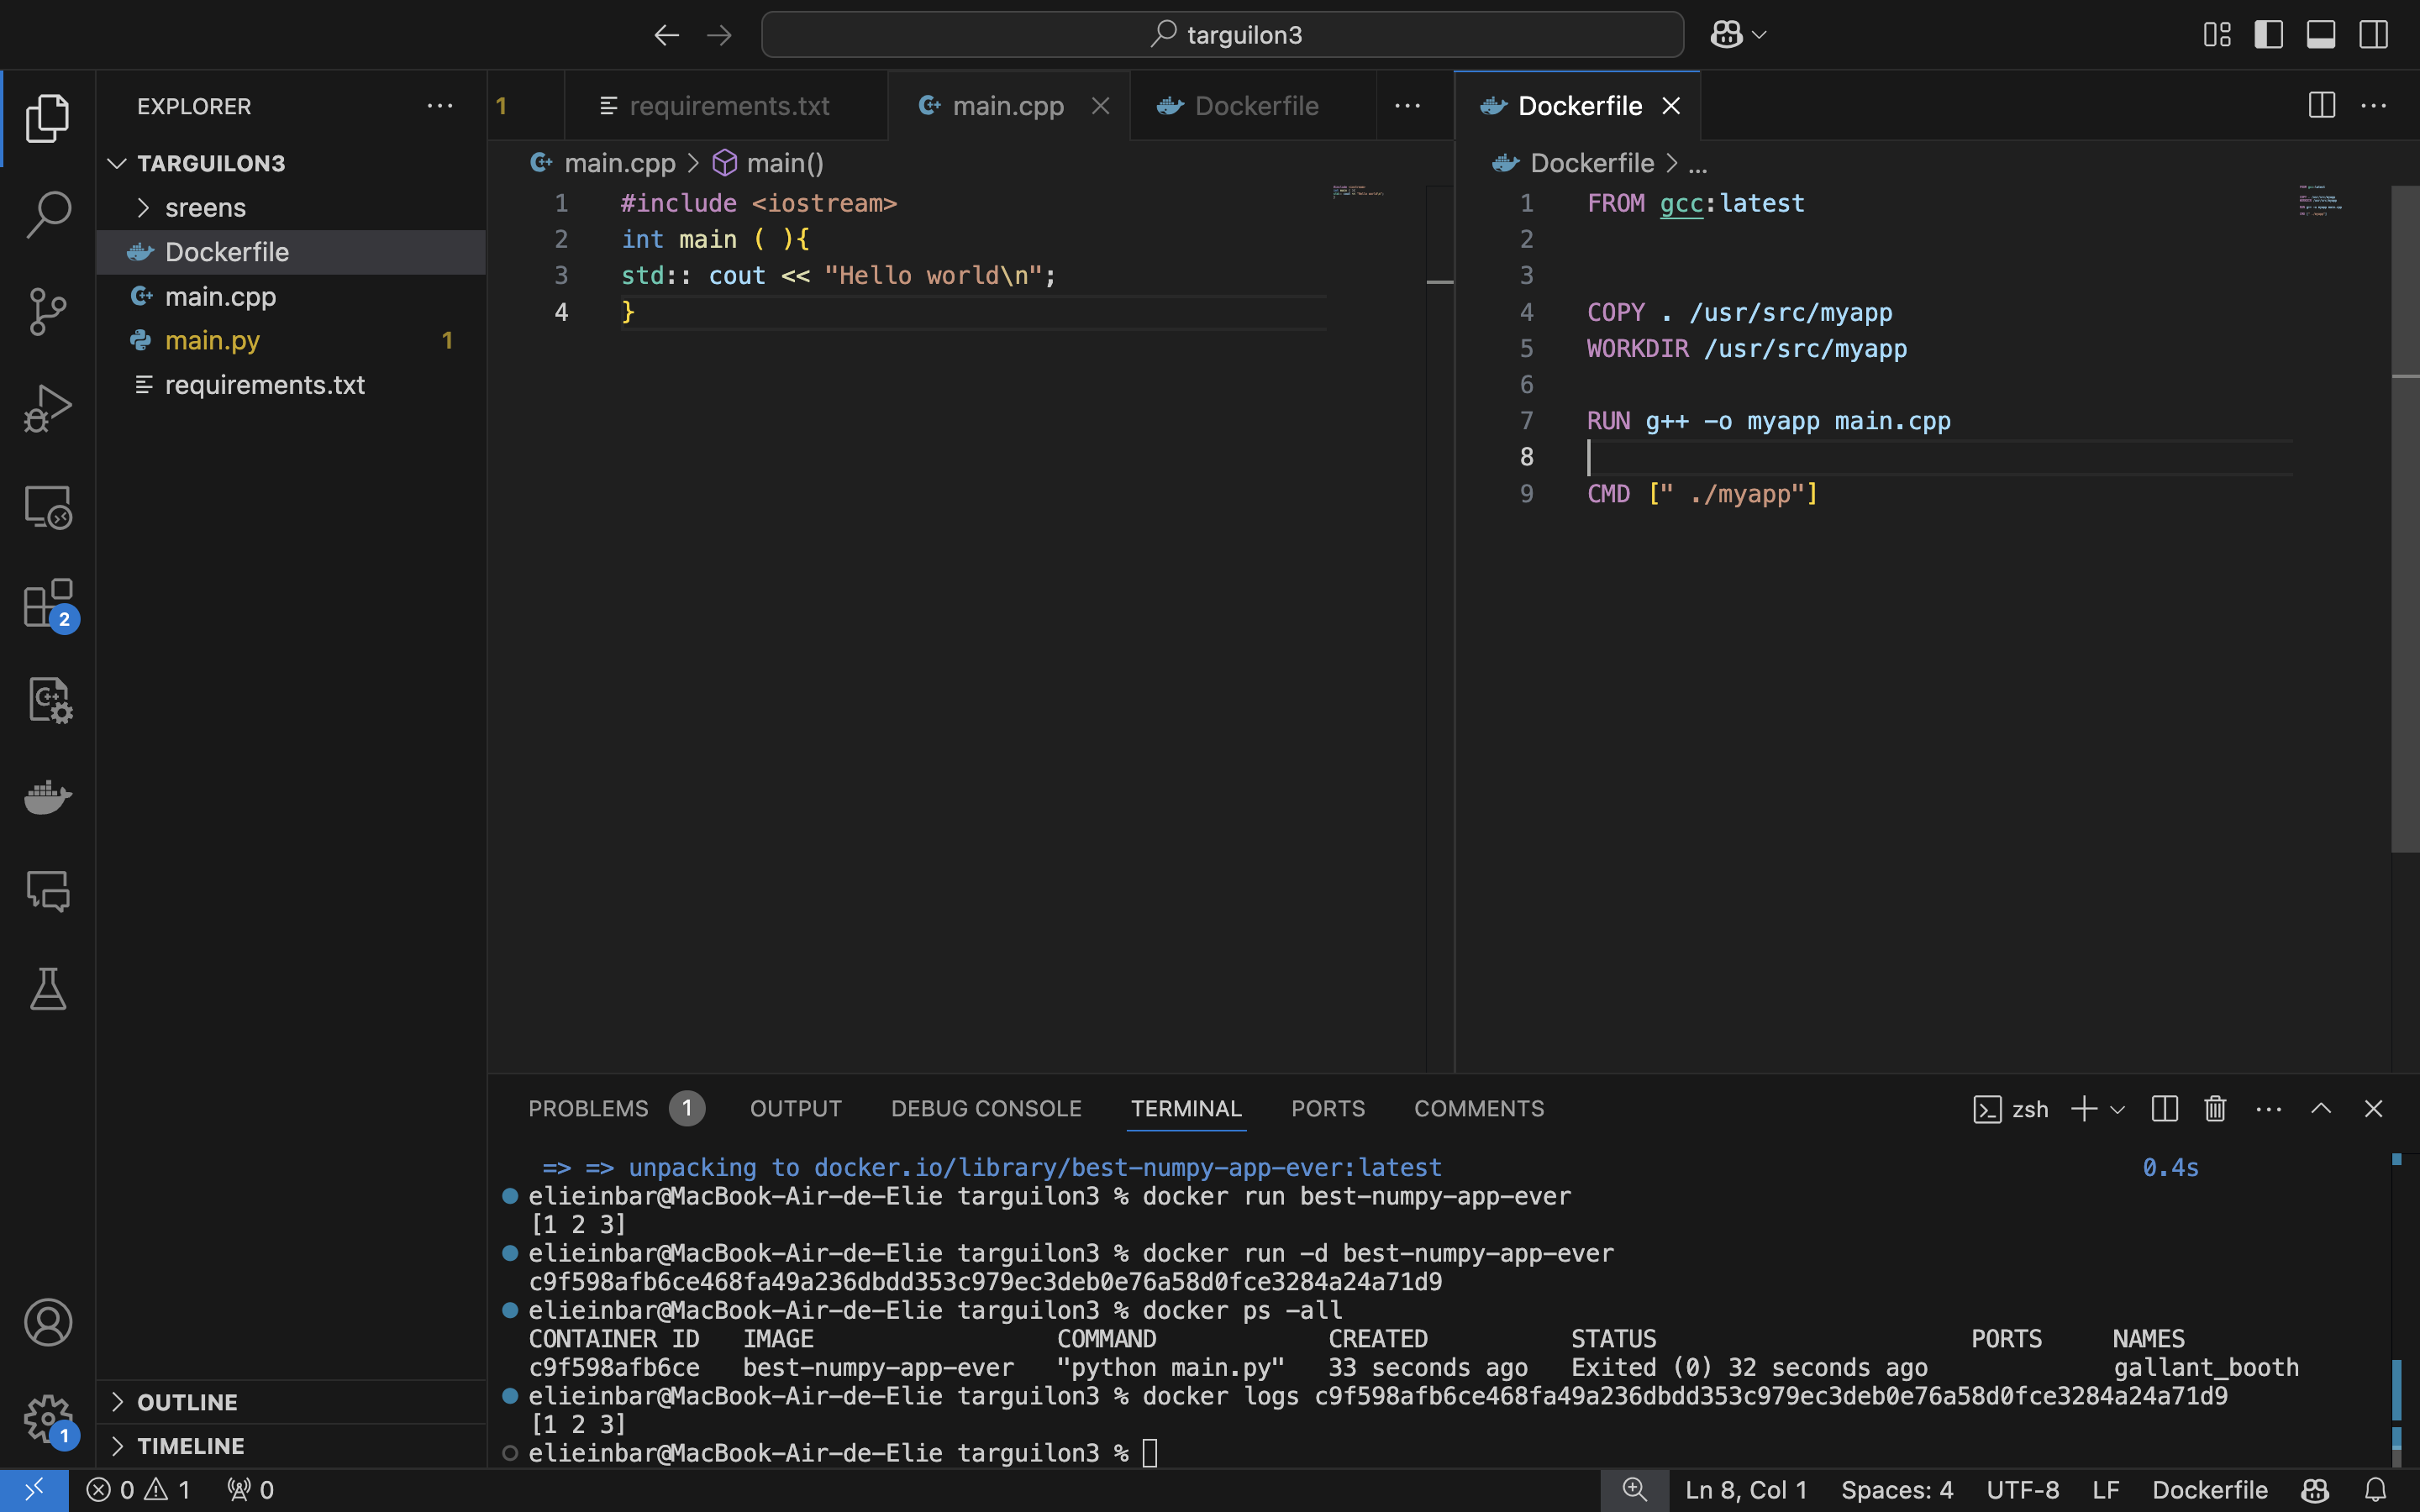 targuilon3
EXPLORER
TARGUILON3
sreens
Dockerfile
main.cpp
main.py 1
requirements.txt
OUTLINE
TIMELINE
2
1
1 requirements.txt main.cpp Dockerfile
main.cpp > main()
1 #include <iostream>
2 int main ( ){
3 std:: cout << "Hello world\n";
4 }
Dockerfile
Dockerfile > ...
1 FROM gcc:latest
2
3
4 COPY . /usr/src/myapp
5 WORKDIR /usr/src/myapp
6
7 RUN g++ -o myapp main.cpp
8
9 CMD [" ./myapp"]
PROBLEMS 1 OUTPUT DEBUG CONSOLE TERMINAL PORTS COMMENTS zsh
=> => unpacking to docker.io/library/best-numpy-app-ever:latest 0.4s
elieinbar@MacBook-Air-de-Elie targuilon3 % docker run best-numpy-app-ever
[1 2 3]
elieinbar@MacBook-Air-de-Elie targuilon3 % docker run -d best-numpy-app-ever
c9f598afb6ce468fa49a236dbdd353c979ec3deb0e76a58d0fce3284a24a71d9
elieinbar@MacBook-Air-de-Elie targuilon3 % docker ps -all
CONTAINER ID IMAGE COMMAND CREATED STATUS PORTS NAMES
c9f598afb6ce best-numpy-app-ever "python main.py" 33 seconds ago Exited (0) 32 seconds ago gallant_booth
elieinbar@MacBook-Air-de-Elie targuilon3 % docker logs c9f598afb6ce468fa49a236dbdd353c979ec3deb0e76a58d0fce3284a24a71d9
[1 2 3]
elieinbar@MacBook-Air-de-Elie targuilon3 %
0 1 0 Ln 8, Col 1 Spaces: 4 UTF-8 LF Dockerfile